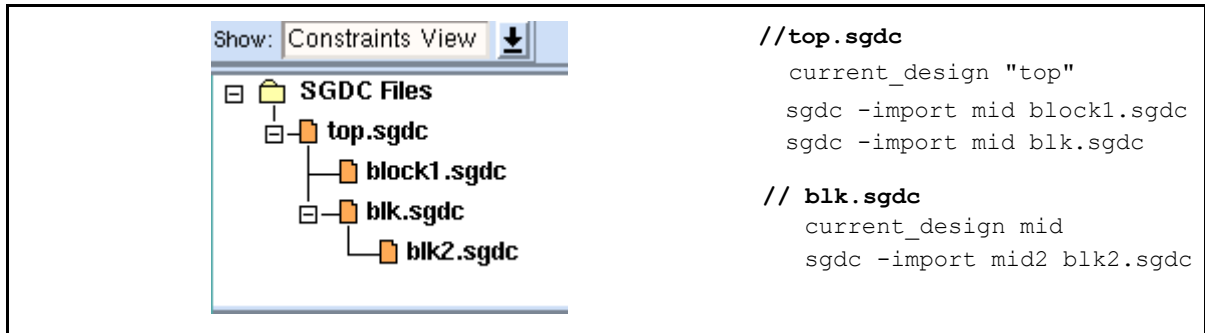 Show: Constraints View
SGDC Files
top.sgdc
block1.sgdc
blk.sgdc
blk2.sgdc
//top.sgdc
current_design "top"
sgdc -import mid block1.sgdc
sgdc -import mid blk.sgdc
// blk.sgdc
current_design mid
sgdc -import mid2 blk2.sgdc